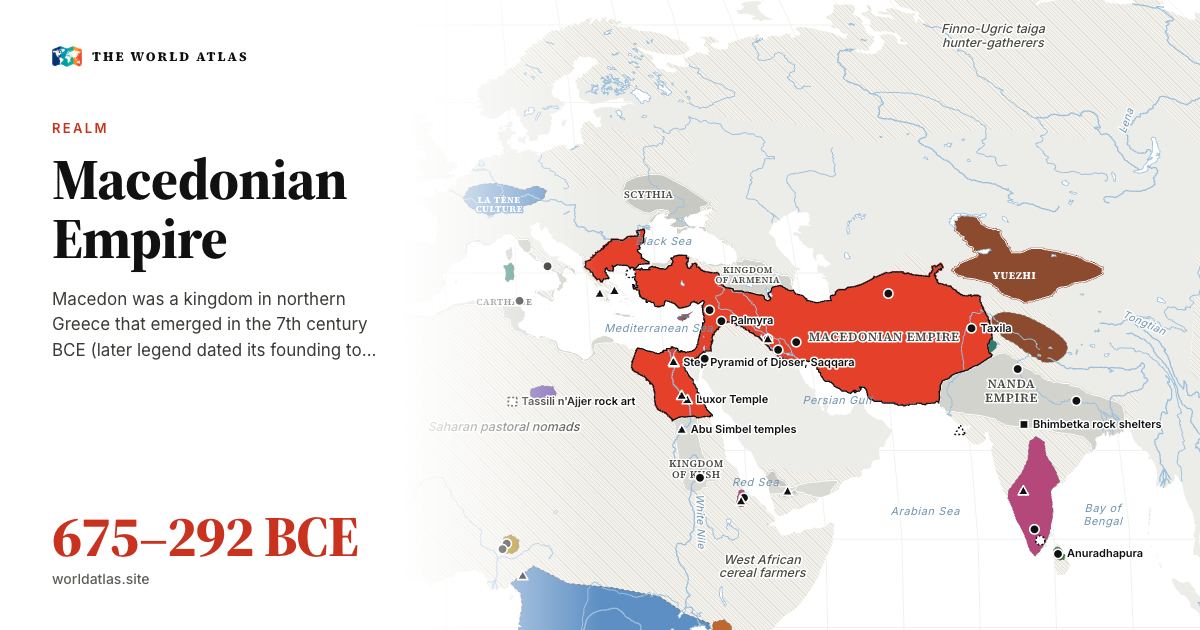 THE WORLD ATLAS
REALM
Macedonian
Empire
Macedon was a kingdom in northern
Greece that emerged in the 7th century
BCE (later legend dated its founding to...
675–292 BCE
worldatlas.site
Finno-Ugric taiga
hunter-gatherers
Lena
SCYTHIA
LA TÈNE
CULTURE
Black Sea
KINGDOM
OF ARMENIA
YUEZHI
CARTHAGE
Mediterranean Sea
Palmyra
MACEDONIAN EMPIRE
Taxila
Tongtian
Step Pyramid of Djoser, Saqqara
Tassili n'Ajjer rock art
Luxor Temple
Persian Gulf
NANDA
EMPIRE
Saharan pastoral nomads
Abu Simbel temples
Bhimbetka rock shelters
KINGDOM
OF KUSH
Red Sea
White Nile
Arabian Sea
Bay of
Bengal
West African
cereal farmers
Anuradhapura